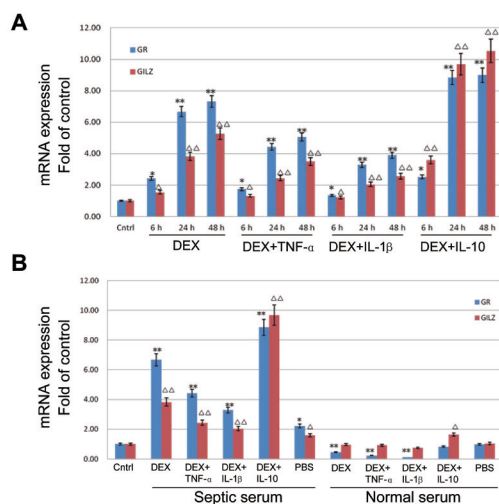 A
mRNA expression
Fold of control
12.00
10.00
8.00
6.00
4.00
2.00
0.00
GR
GILZ
* ** ** * ** ** * ** ** * ** **
△ △△ △△ △ △△ △△ △ △△ △△ △△ △△ △△
Cntrl 6 h 24 h 48 h 6 h 24 h 48 h 6 h 24 h 48 h 6 h 24 h 48 h
DEX DEX+TNF-α DEX+IL-1β DEX+IL-10
B
mRNA expression
Fold of control
12.00
10.00
8.00
6.00
4.00
2.00
0.00
GR
GILZ
** ** ** ** * ** ** **
△△ △△ △△ △△ △ △
Cntrl DEX DEX+ DEX+ DEX+ PBS DEX DEX+ DEX+ DEX+ PBS
TNF-α IL-1β IL-10 TNF-α IL-1β IL-10
Septic serum Normal serum